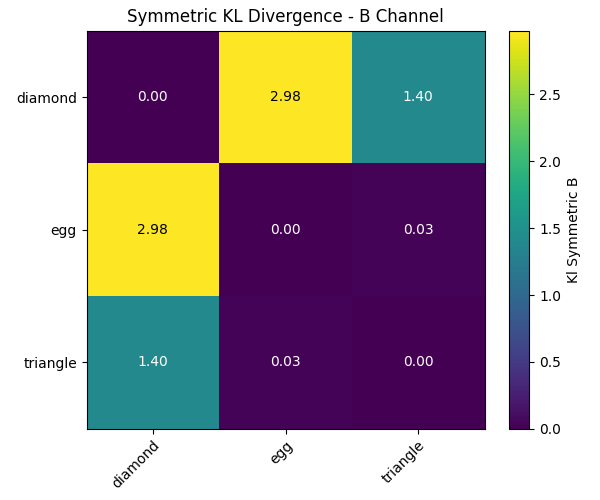 Symmetric KL Divergence - B Channel
diamond 0.00 2.98 1.40
egg 2.98 0.00 0.03
triangle 1.40 0.03 0.00
diamond egg triangle
2.5
2.0
1.5
1.0
0.5
0.0
Kl Symmetric B